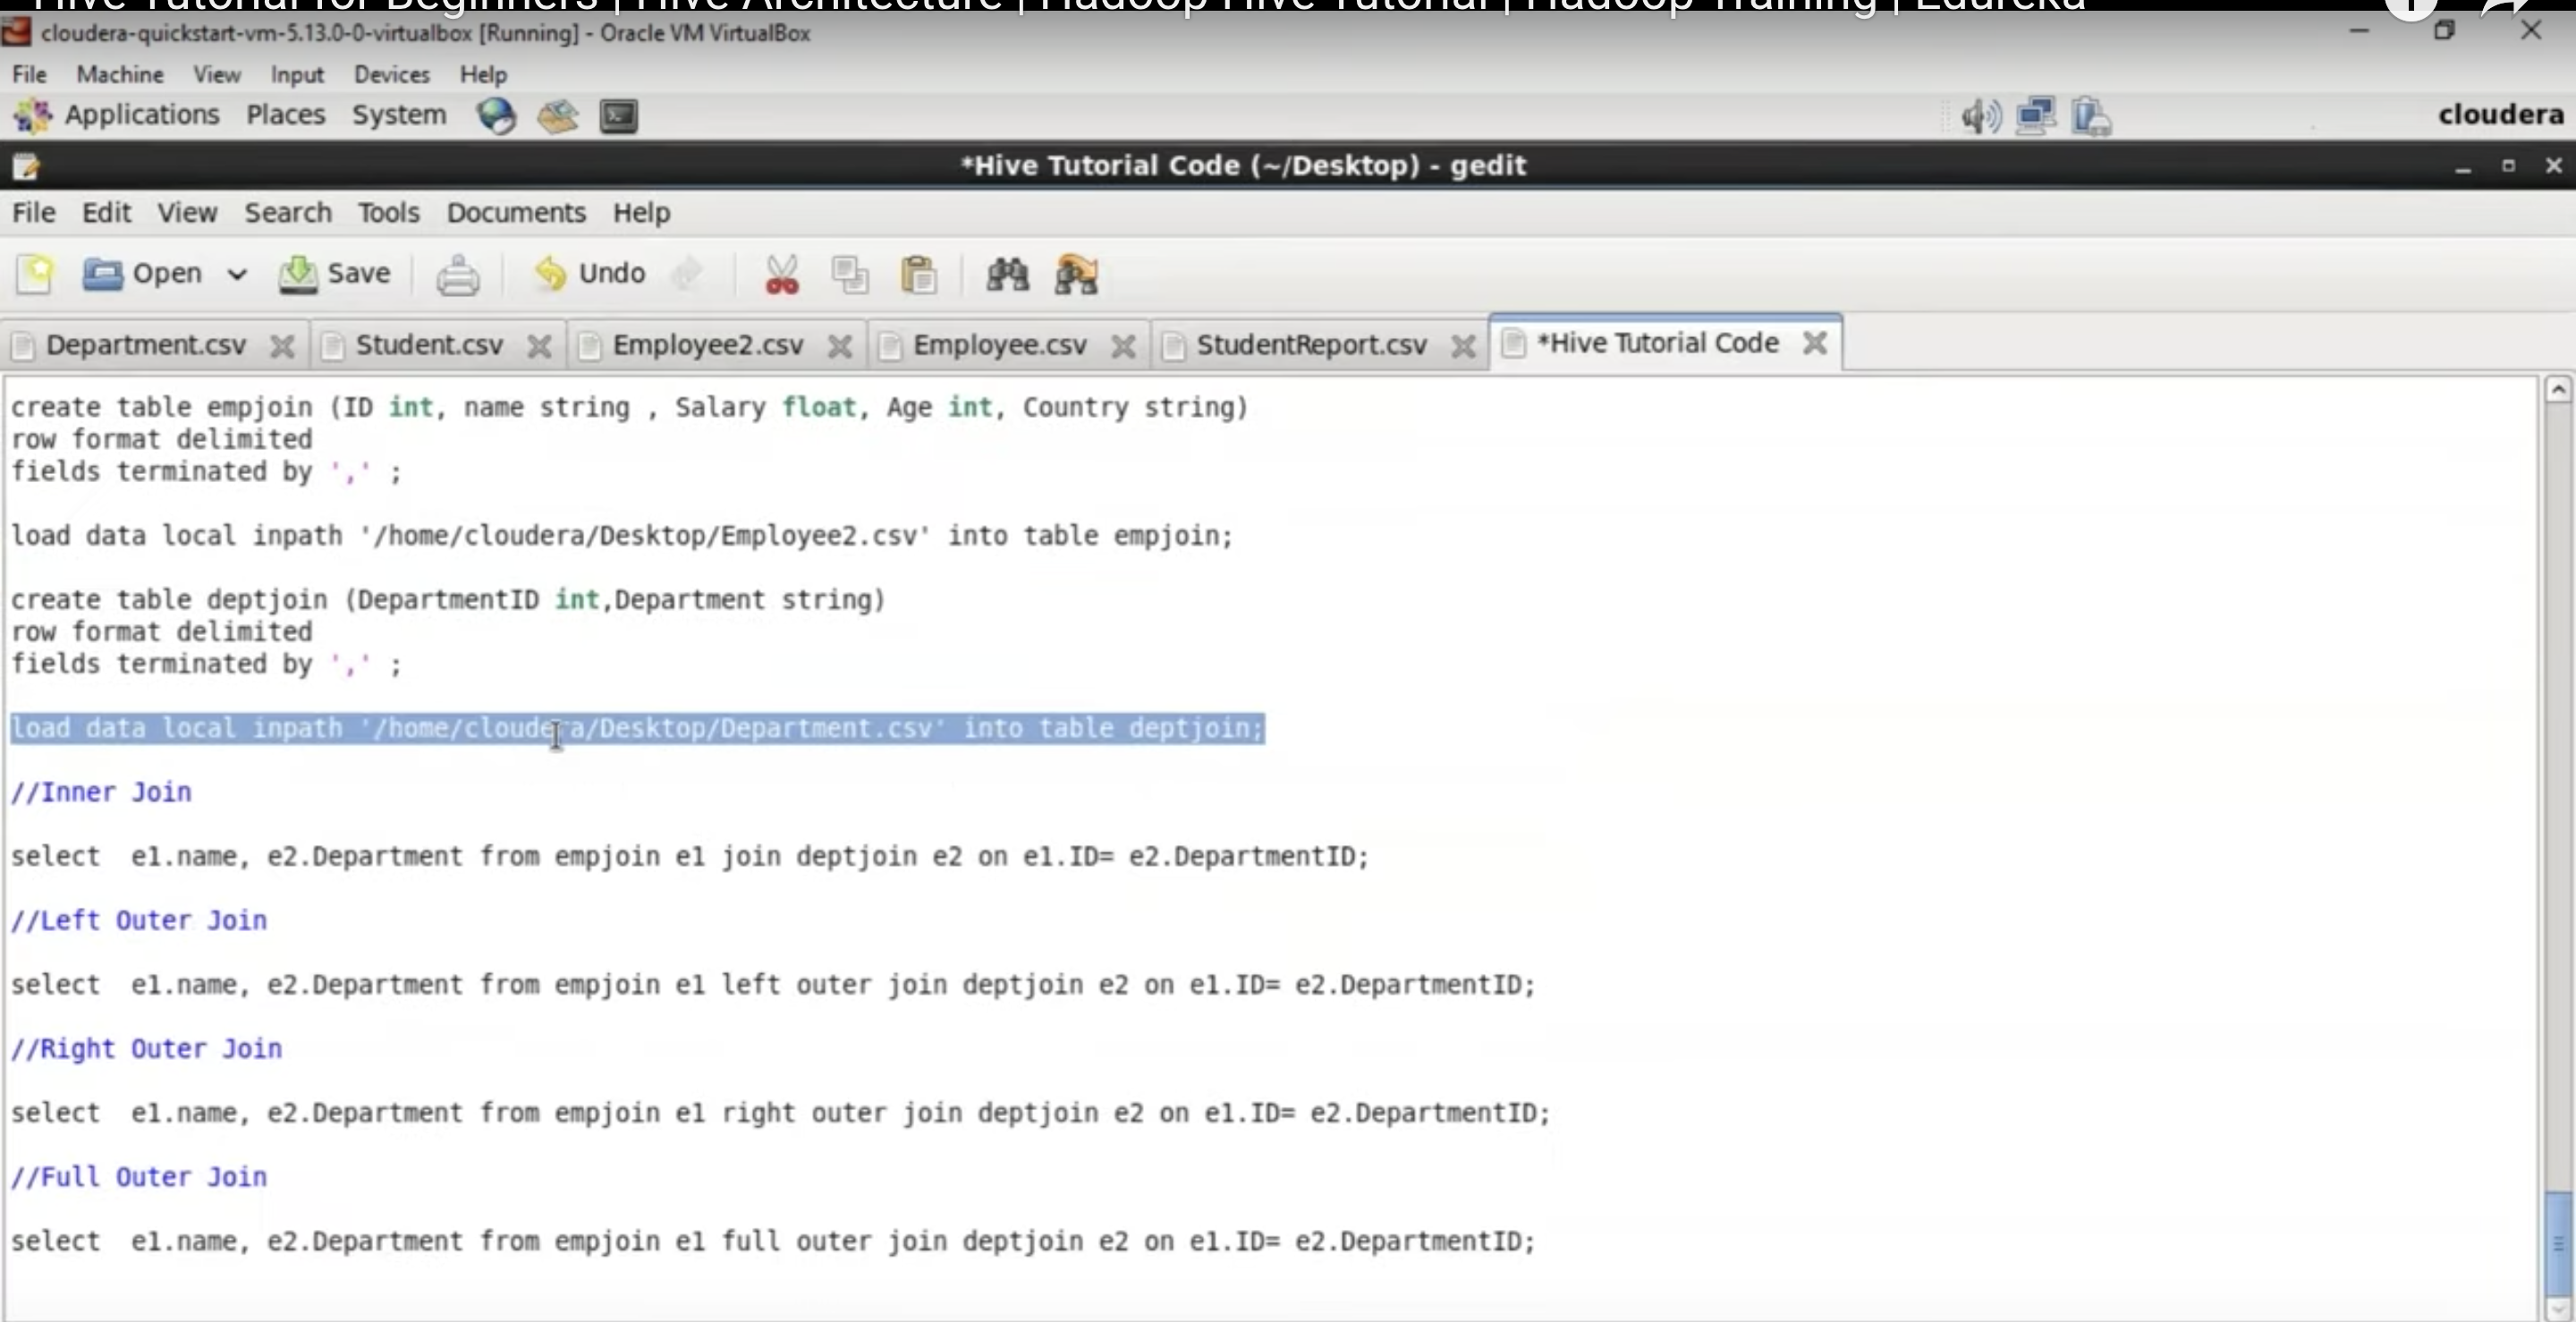 Hive Tutorial for Beginners | Hive Architecture | Hadoop Hive Tutorial | Hadoop Training | Edureka
cloudera-quickstart-vm-5.13.0-0-virtualbox [Running] - Oracle VM VirtualBox
File Machine View Input Devices Help
Applications Places System cloudera
*Hive Tutorial Code (~/Desktop) - gedit
File Edit View Search Tools Documents Help
Open Save Undo
Department.csv Student.csv Employee2.csv Employee.csv StudentReport.csv *Hive Tutorial Code
create table empjoin (ID int, name string , Salary float, Age int, Country string)
row format delimited
fields terminated by ',' ;
load data local inpath '/home/cloudera/Desktop/Employee2.csv' into table empjoin;
create table deptjoin (DepartmentID int,Department string)
row format delimited
fields terminated by ',' ;
load data local inpath '/home/cloudera/Desktop/Department.csv' into table deptjoin;
//Inner Join
select  e1.name, e2.Department from empjoin e1 join deptjoin e2 on e1.ID= e2.DepartmentID;
//Left Outer Join
select  e1.name, e2.Department from empjoin e1 left outer join deptjoin e2 on e1.ID= e2.DepartmentID;
//Right Outer Join
select  e1.name, e2.Department from empjoin e1 right outer join deptjoin e2 on e1.ID= e2.DepartmentID;
//Full Outer Join
select  e1.name, e2.Department from empjoin e1 full outer join deptjoin e2 on e1.ID= e2.DepartmentID;